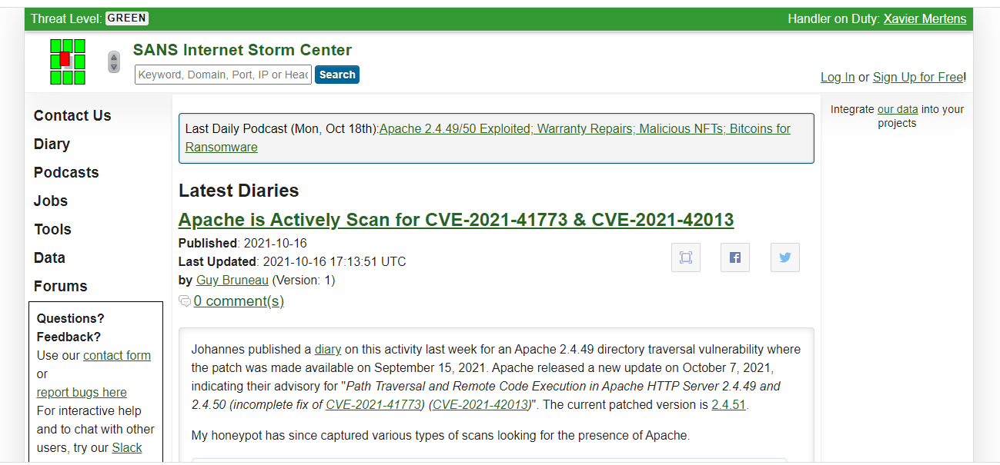 Threat Level: GREEN
Handler on Duty: Xavier Mertens
SANS Internet Storm Center
Keyword, Domain, Port, IP or Head
Search
Log In or Sign Up for Free!
Contact Us
Diary
Podcasts
Jobs
Tools
Data
Forums
Questions?
Feedback?
Use our contact form
or
report bugs here
For interactive help
and to chat with other
users, try our Slack
Last Daily Podcast (Mon, Oct 18th):Apache 2.4.49/50 Exploited; Warranty Repairs; Malicious NFTs; Bitcoins for
Ransomware
Latest Diaries
Apache is Actively Scan for CVE-2021-41773 & CVE-2021-42013
Published: 2021-10-16
Last Updated: 2021-10-16 17:13:51 UTC
by Guy Bruneau (Version: 1)
0 comment(s)
Johannes published a diary on this activity last week for an Apache 2.4.49 directory traversal vulnerability where
the patch was made available on September 15, 2021. Apache released a new update on October 7, 2021,
indicating their advisory for "Path Traversal and Remote Code Execution in Apache HTTP Server 2.4.49 and
2.4.50 (incomplete fix of CVE-2021-41773) (CVE-2021-42013)". The current patched version is 2.4.51.
My honeypot has since captured various types of scans looking for the presence of Apache.
Integrate our data into your
projects